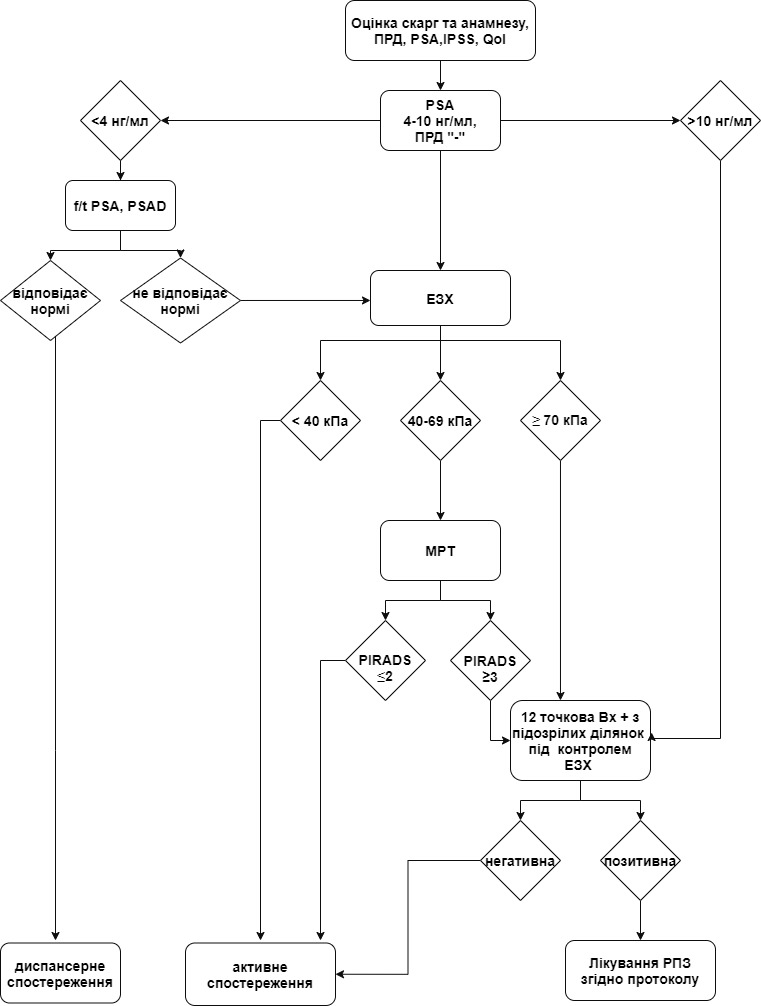 Оцінка скарг та анамнезу,
ПРД, PSA,IPSS, Qol
PSA
4-10 нг/мл,
ПРД "-"
<4 нг/мл
>10 нг/мл
f/t PSA, PSAD
відповідає
нормі
не відповідає
нормі
ЕЗХ
< 40 кПа
40-69 кПа
≥ 70 кПа
МРТ
PIRADS
≤2
PIRADS
≥3
12 точкова Вх + з
підозрілих ділянок
під контролем
ЕЗХ
негативна
позитивна
диспансерне
спостереження
активне
спостереження
Лікування РПЗ
згідно протоколу